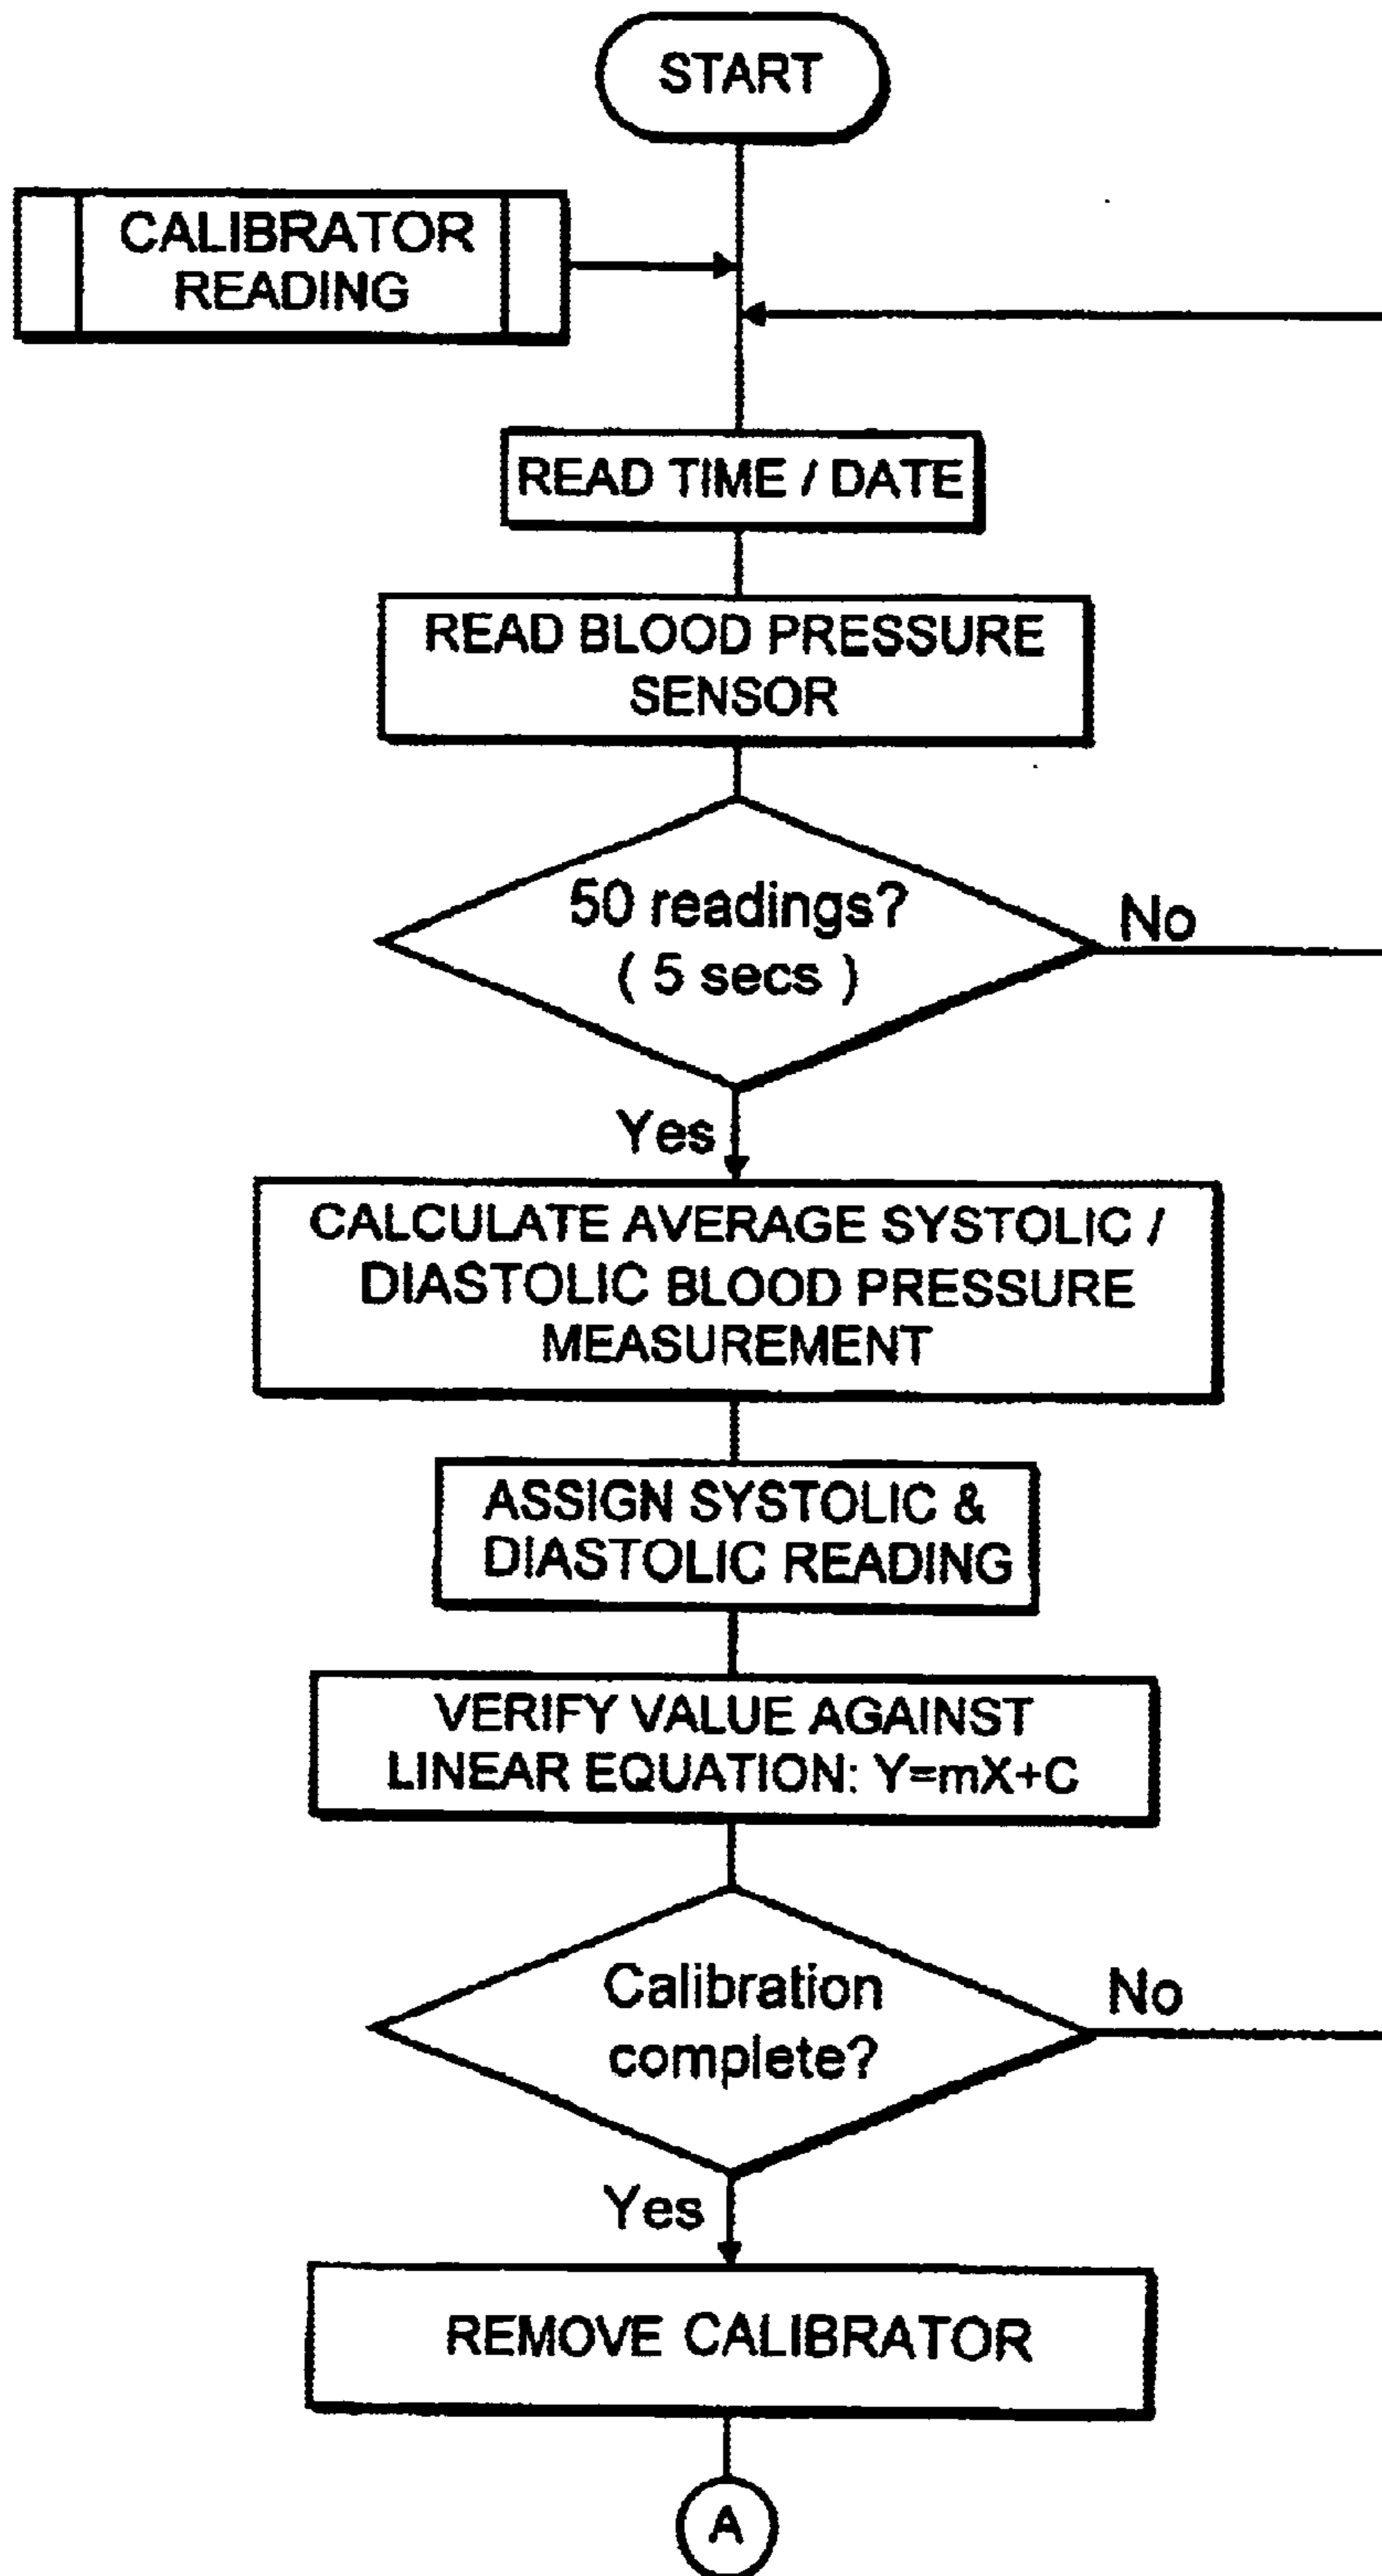 START
CALIBRATOR
READING
READ TIME / DATE
READ BLOOD PRESSURE
SENSOR
50 readings?
( 5 secs )
No
Yes
CALCULATE AVERAGE SYSTOLIC /
DIASTOLIC BLOOD PRESSURE
MEASUREMENT
ASSIGN SYSTOLIC &
DIASTOLIC READING
VERIFY VALUE AGAINST
LINEAR EQUATION: Y=mX+C
Calibration
complete?
No
Yes
REMOVE CALIBRATOR
A